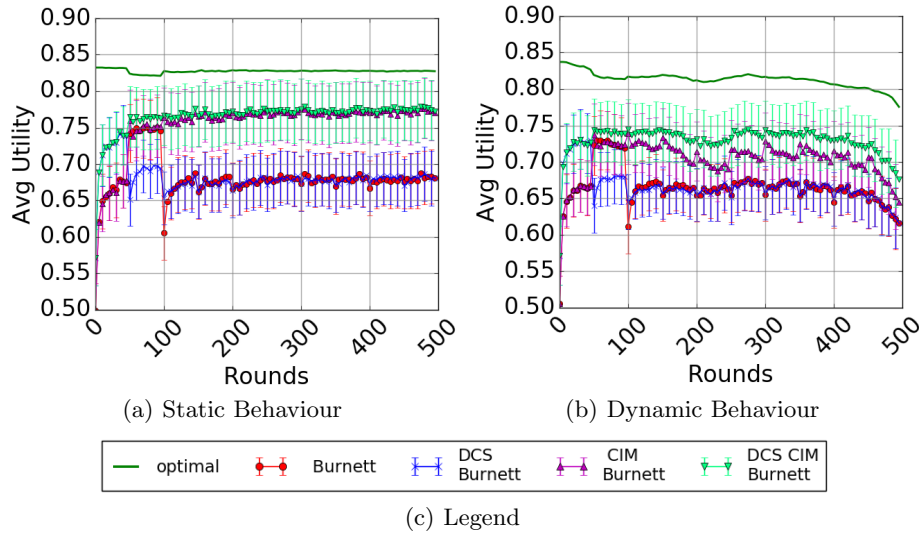 0.90
0.85
0.80
0.75
0.70
0.65
0.60
0.55
0.50
Avg Utility
0 100 200 300 400 500
Rounds
(a) Static Behaviour
0.90
0.85
0.80
0.75
0.70
0.65
0.60
0.55
0.50
Avg Utility
0 100 200 300 400 500
Rounds
(b) Dynamic Behaviour
optimal
Burnett
DCS
Burnett
CIM
Burnett
DCS CIM
Burnett
(c) Legend